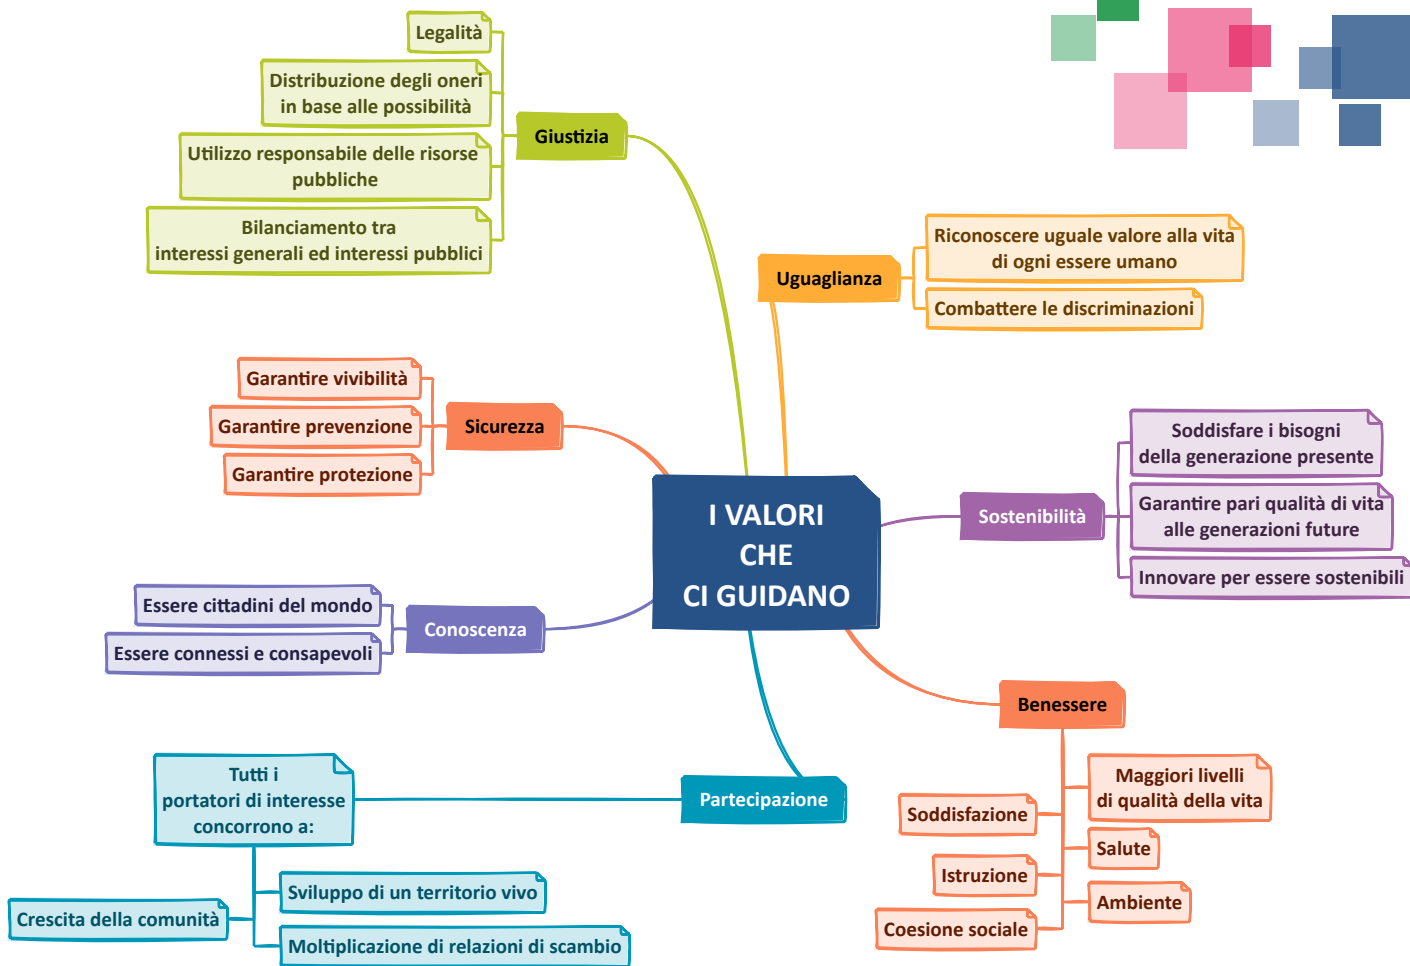 Legalità
Distribuzione degli oneri
in base alle possibilità
Utilizzo responsabile delle risorse
pubbliche
Bilanciamento tra
interessi generali ed interessi pubblici
Giustizia
Uguaglianza
Riconoscere uguale valore alla vita
di ogni essere umano
Combattere le discriminazioni
Garantire vivibilità
Garantire prevenzione
Garantire protezione
Sicurezza
I VALORI
CHE
CI GUIDANO
Sostenibilità
Soddisfare i bisogni
della generazione presente
Garantire pari qualità di vita
alle generazioni future
Innovare per essere sostenibili
Essere cittadini del mondo
Essere connessi e consapevoli
Conoscenza
Benessere
Maggiori livelli
di qualità della vita
Soddisfazione
Salute
Istruzione
Ambiente
Coesione sociale
Partecipazione
Tutti i
portatori di interesse
concorrono a:
Sviluppo di un territorio vivo
Crescita della comunità
Moltiplicazione di relazioni di scambio